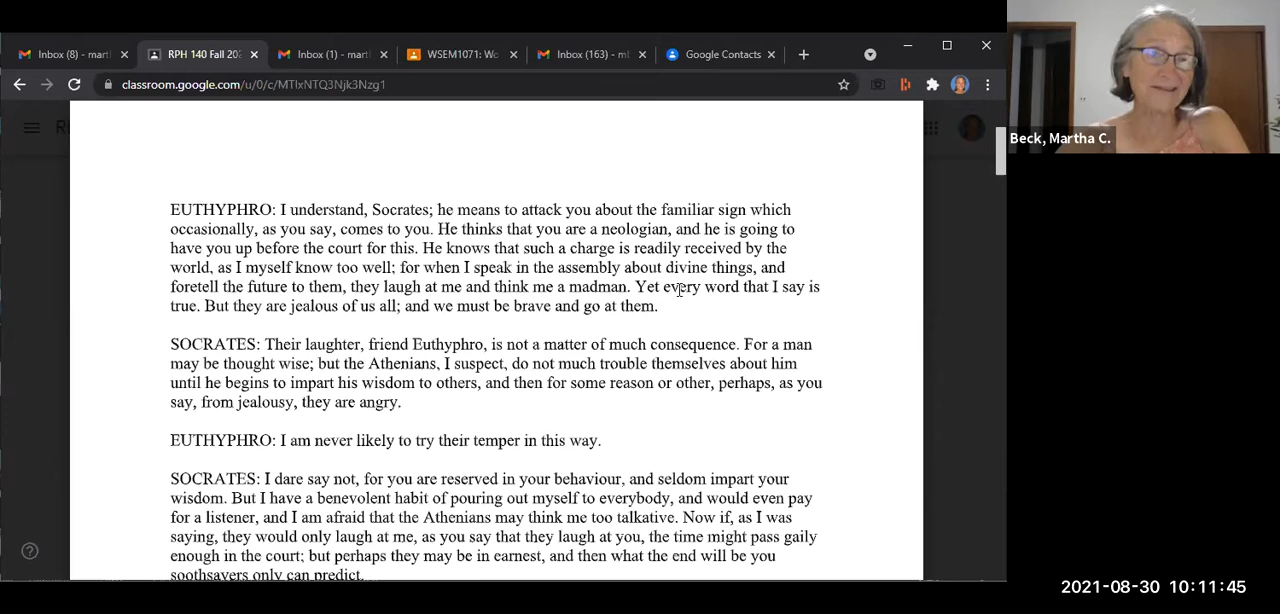 Inbox (8) - mart
RPH 140 Fall 202
Inbox (1) - mart
WSEM1071: Wo
Inbox (163) - mb
Google Contacts
classroom.google.com/u/0/c/MTIxNTQ3Njk3Nzg1
EUTHYPHRO: I understand, Socrates; he means to attack you about the familiar sign which
occasionally, as you say, comes to you. He thinks that you are a neologian, and he is going to
have you up before the court for this. He knows that such a charge is readily received by the
world, as I myself know too well; for when I speak in the assembly about divine things, and
foretell the future to them, they laugh at me and think me a madman. Yet every word that I say is
true. But they are jealous of us all; and we must be brave and go at them.
SOCRATES: Their laughter, friend Euthyphro, is not a matter of much consequence. For a man
may be thought wise; but the Athenians, I suspect, do not much trouble themselves about him
until he begins to impart his wisdom to others, and then for some reason or other, perhaps, as you
say, from jealousy, they are angry.
EUTHYPHRO: I am never likely to try their temper in this way.
SOCRATES: I dare say not, for you are reserved in your behaviour, and seldom impart your
wisdom. But I have a benevolent habit of pouring out myself to everybody, and would even pay
for a listener, and I am afraid that the Athenians may think me too talkative. Now if, as I was
saying, they would only laugh at me, as you say that they laugh at you, the time might pass gaily
enough in the court; but perhaps they may be in earnest, and then what the end will be you
soothsayers only can predict.
Beck, Martha C.
2021-08-30 10:11:45